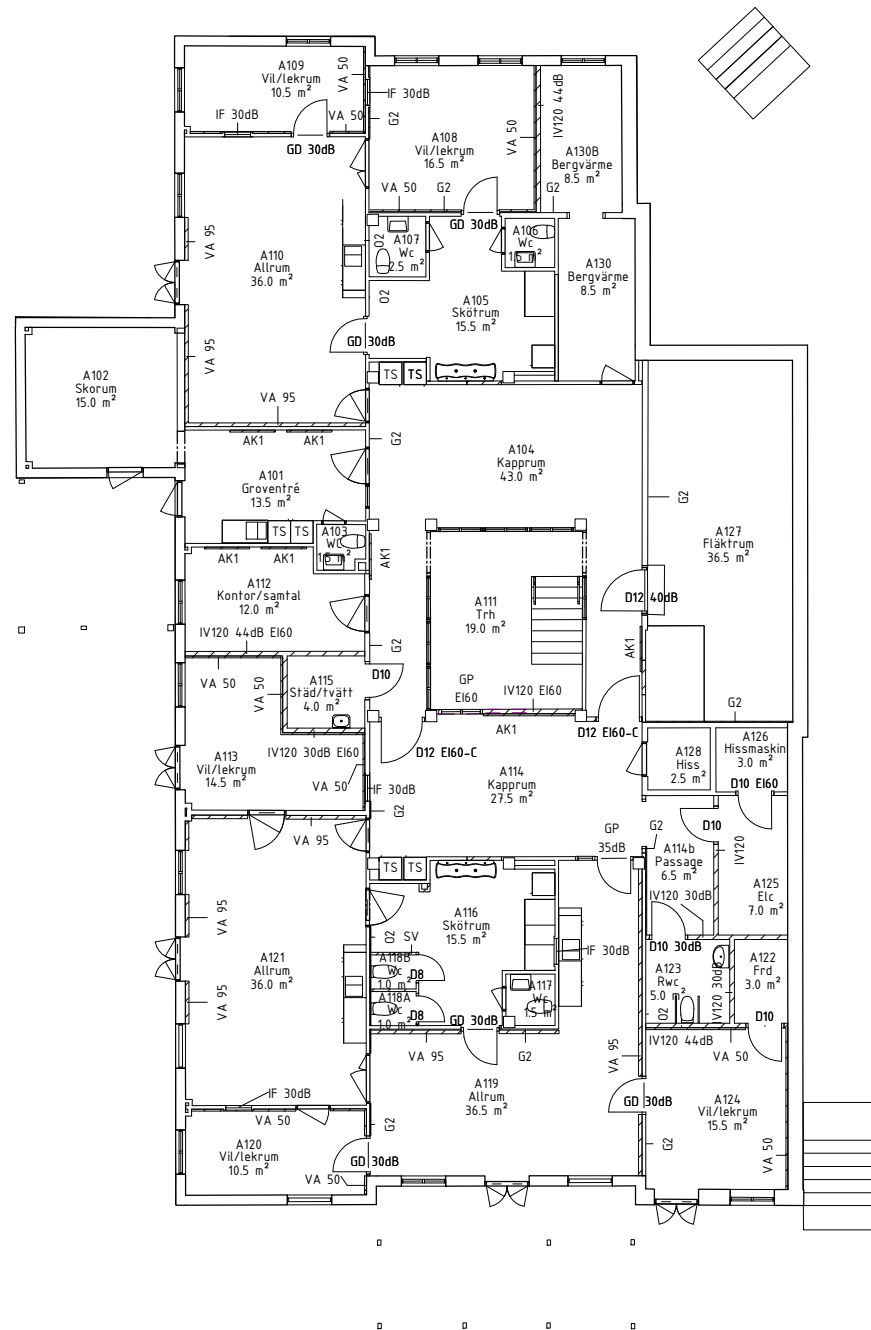 A109
Vil/lekrum
10.5 m²
VA 50
IF 30dB
VA 50
GD 30dB
IF 30dB
G2
A108
Vil/lekrum
16.5 m²
VA 50
VA 50
G2
IV120 44dB
A130B
Bergvärme
8.5 m²
G2
GD 30dB
VA 95
A110
Allrum
36.0 m²
O2
A107
Wc
2.5 m²
A106
Wc
A130
Bergvärme
8.5 m²
O2
A105
Skötrum
15.5 m²
GD 30dB
VA 95
TS
TS
A102
Skorum
15.0 m²
VA 95
AK1
AK1
G2
A104
Kapprum
43.0 m²
A101
Groventré
13.5 m²
TS
TS
A103
WC
G2
A127
Fläktrum
36.5 m²
AK1
AK1
AK1
A112
Kontor/samtal
12.0 m²
A111
Trh
19.0 m²
D12 40dB
IV120 44dB EI60
G2
AK1
VA 50
VA 50
A115
Städ/tvätt
4.0 m²
D10
GP
EI60
IV120 EI60
G2
AK1
D12 EI60-C
IV120 30dB EI60
D12 EI60-C
A113
Vil/lekrum
14.5 m²
VA 50
IF 30dB
A114
Kapprum
27.5 m²
A128
Hiss
2.5 m²
A126
Hissmaskin
3.0 m²
D10 EI60
G2
VA 95
GP
35dB
G2
D10
A114b
Passage
6.5 m²
IV120
TS
TS
A125
Elc
7.0 m²
IV120 30dB
VA 95
O2
SV
A116
Skötrum
15.5 m²
IF 30dB
D10 30dB
A121
Allrum
36.0 m²
A118B
Wc
1.0 m²
D8
A118A
Wc
1.0 m²
D8
A117
Wc
1.5 m²
A123
Rwc
5.0 m²
IV120 30dB
A122
Frd
3.0 m²
VA 95
O2
D10
GD 30dB
VA 95
G2
VA 95
IV120 44dB
VA 50
IF 30dB
A119
Allrum
36.5 m²
GD 30dB
A124
Vil/lekrum
15.5 m²
VA 50
G2
G2
VA 50
A120
Vil/lekrum
10.5 m²
GD 30dB
VA 50